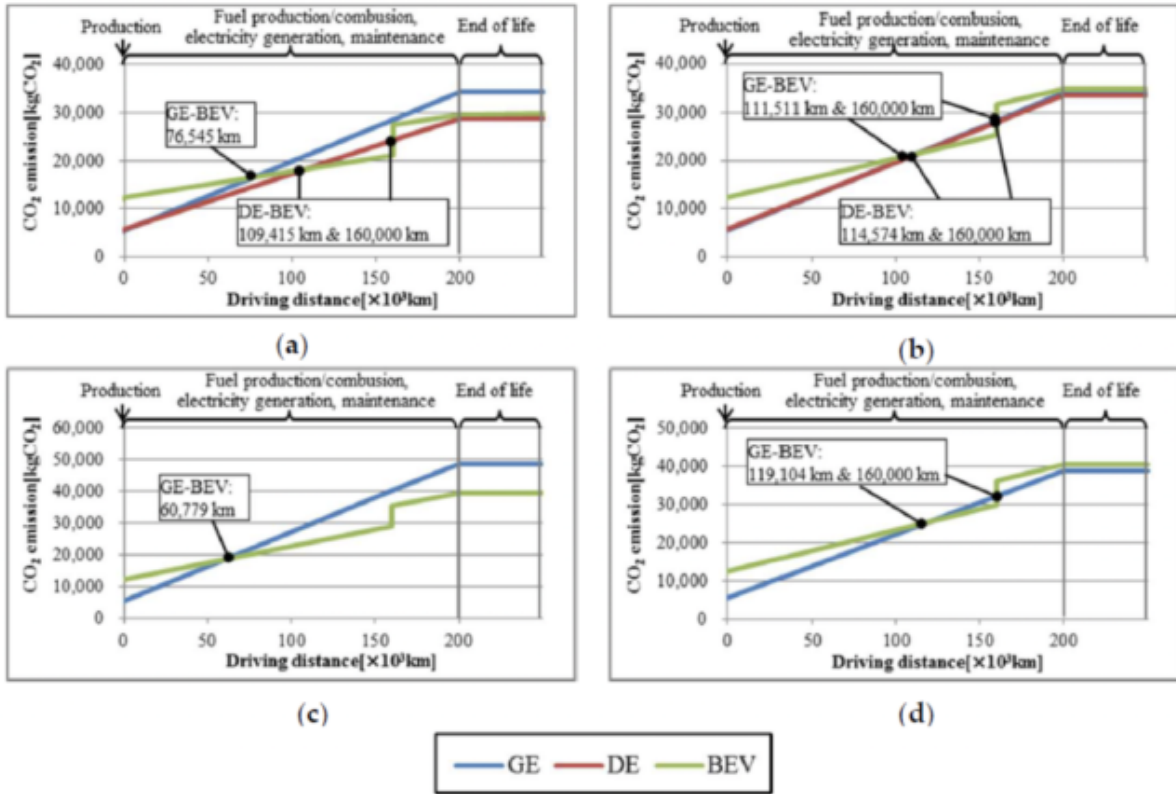 Production
Fuel production/combusion,
electricity generation, maintenance
End of life
CO₂ emission[kgCO₂]
40,000
30,000
20,000
10,000
0
GE-BEV:
76,545 km
DE-BEV:
109,415 km & 160,000 km
0 50 100 150 200
Driving distance[×10³km]
(a)
Production
Fuel production/combusion,
electricity generation, maintenance
End of life
CO₂ emission[kgCO₂]
40,000
30,000
20,000
10,000
0
GE-BEV:
111,511 km & 160,000 km
DE-BEV:
114,574 km & 160,000 km
0 50 100 150 200
Driving distance[×10³km]
(b)
Production
Fuel production/combusion,
electricity generation, maintenance
End of life
CO₂ emission[kgCO₂]
60,000
50,000
40,000
30,000
20,000
10,000
0
GE-BEV:
60,779 km
0 50 100 150 200
Driving distance[×10³km]
(c)
Production
Fuel production/combusion,
electricity generation, maintenance
End of life
CO₂ emission[kgCO₂]
50,000
40,000
30,000
20,000
10,000
0
GE-BEV:
119,104 km & 160,000 km
0 50 100 150 200
Driving distance[×10³km]
(d)
GE DE BEV